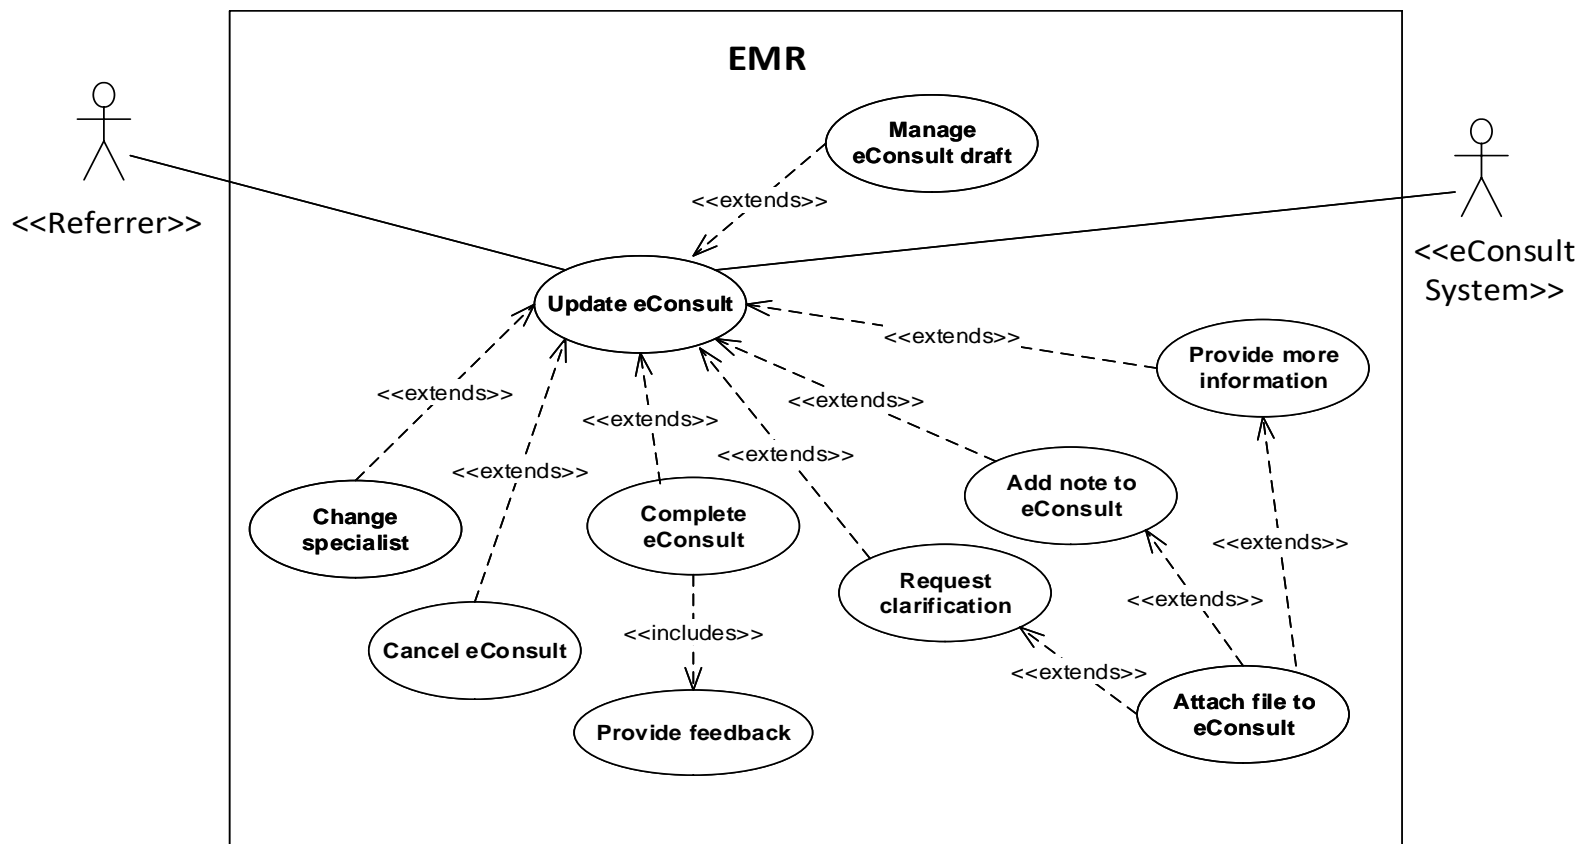 EMR
Manage
eConsult draft
<<extends>>
<<Referrer>>
<<eConsult
System>>
Update eConsult
<<extends>>
Provide more
information
<<extends>>
<<extends>>
<<extends>>
<<extends>>
<<extends>>
Add note to
eConsult
Change
specialist
Complete
eConsult
<<extends>>
Request
clarification
<<extends>>
<<includes>>
Cancel eConsult
<<extends>>
Attach file to
eConsult
Provide feedback